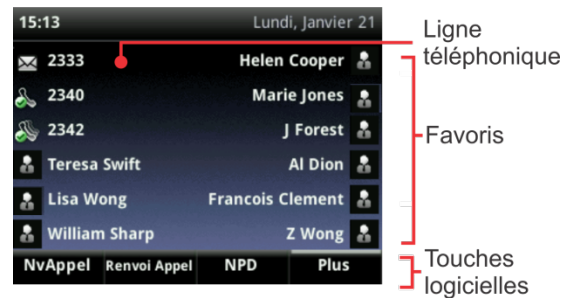 15:13 Lundi, Janvier 21
2333 Helen Cooper
2340 Marie Jones
2342 J Forest
Teresa Swift Al Dion
Lisa Wong Francois Clement
William Sharp Z Wong
NvAppel Renvoi Appel NPD Plus
Ligne
téléphonique
Favoris
Touches
logicielles